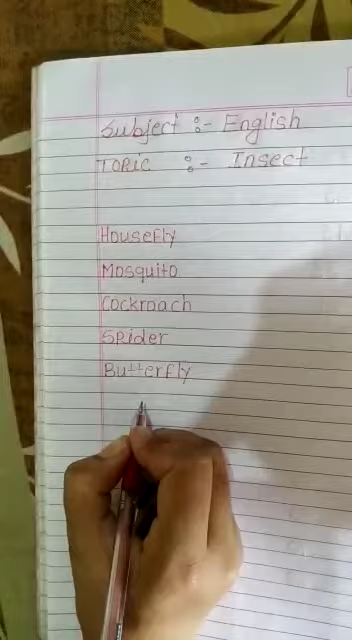 Subject :- English
Topic :- Insect
Housefly
Mosquito
Cockroach
Spider
Butterfly